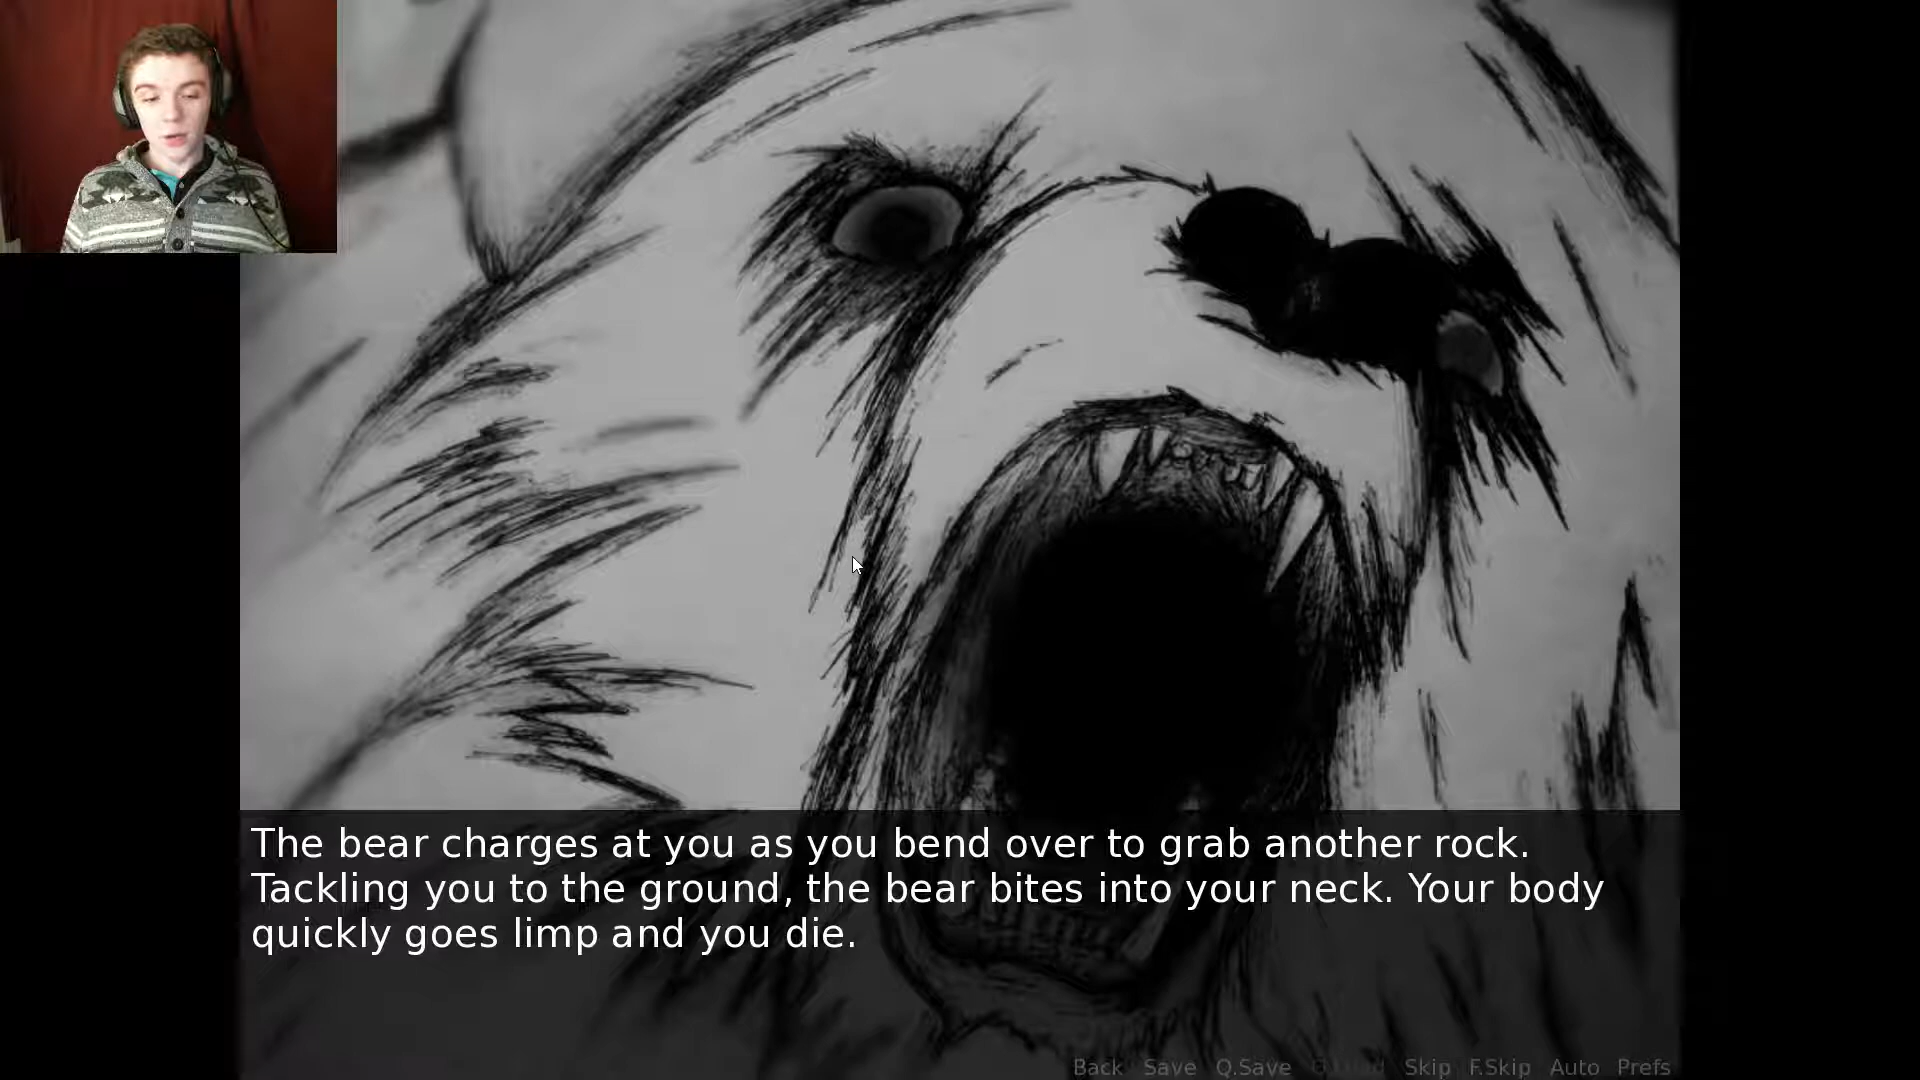 The bear charges at you as you bend over to grab another rock.
Tackling you to the ground, the bear bites into your neck. Your body
quickly goes limp and you die.
Back Save Q.Save Q.Load Skip F.Skip Auto Prefs